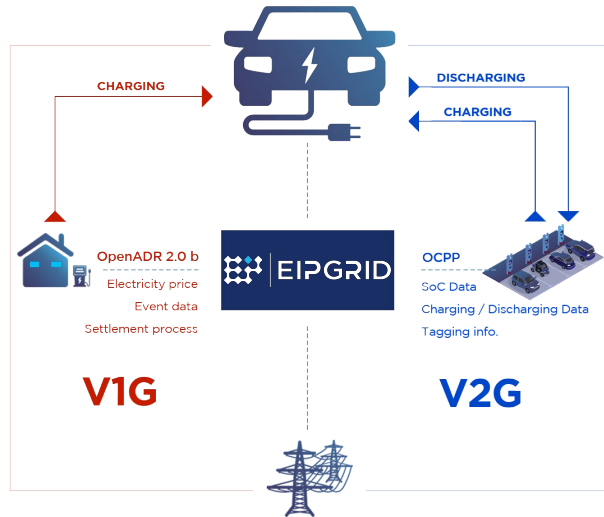 CHARGING
DISCHARGING
CHARGING
OpenADR 2.0 b
Electricity price
Event data
Settlement process
EIPGRID
OCPP
SoC Data
Charging / Discharging Data
Tagging info.
V1G
V2G